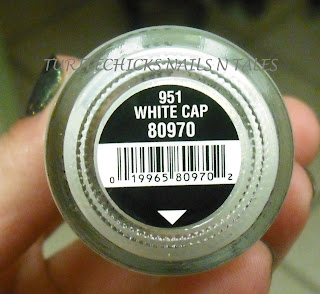 TURTLECHICKS NAILS N TALES
951
WHITE CAP
80970
0 19965 80970 2